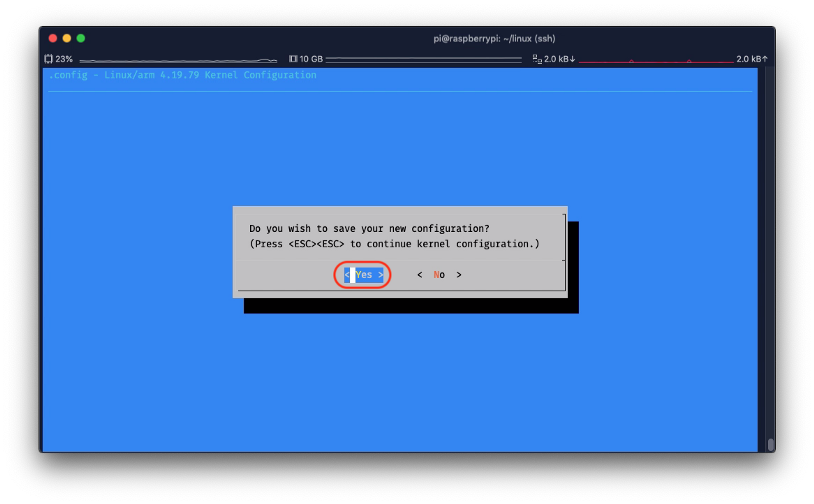 pi@raspberrypi: ~/linux (ssh)
23% 10 GB 2.0 kB↓ 2.0 kB↑
.config - Linux/arm 4.19.79 Kernel Configuration
Do you wish to save your new configuration?
(Press <ESC><ESC> to continue kernel configuration.)
< Yes > < No >